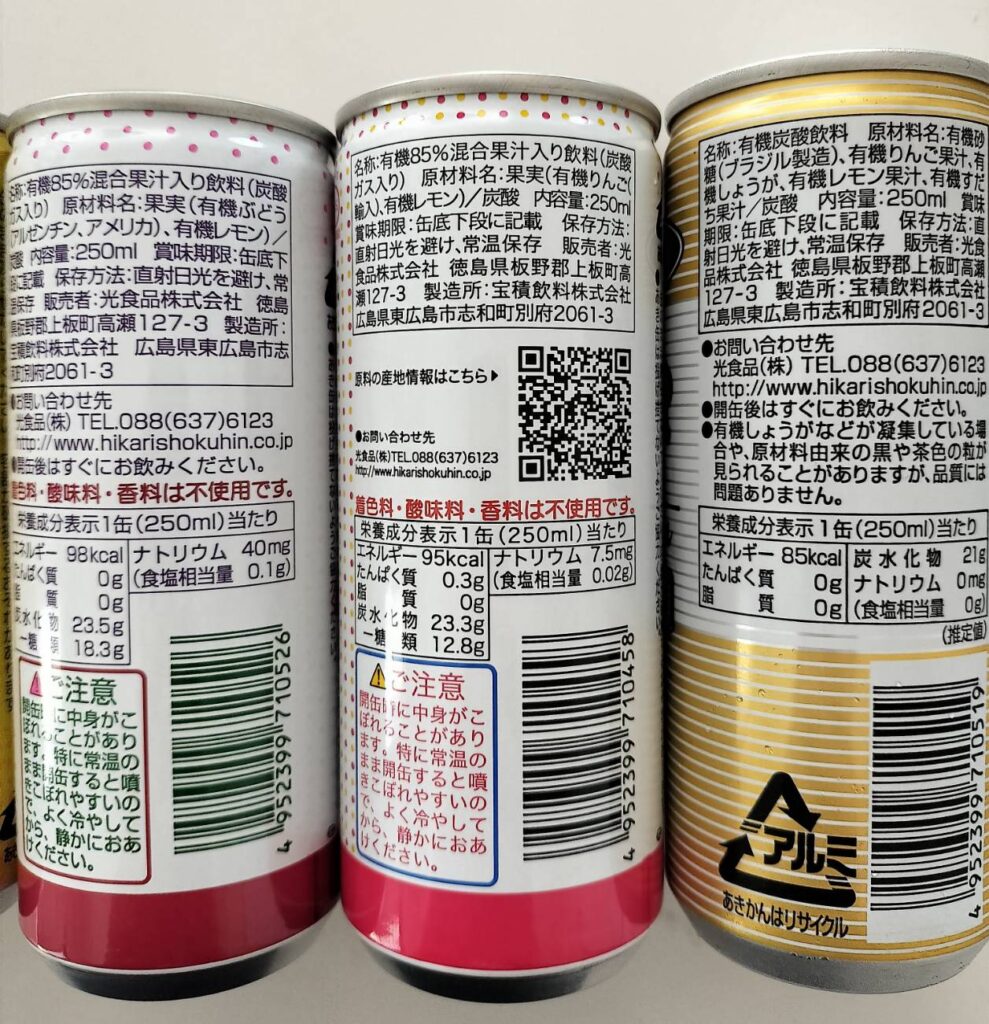 名称:有機85%混合果汁入り飲料(炭酸
ガス入り) 原材料名:果実(有機ぶどう
(アルゼンチン、アメリカ)、有機レモン)/
炭酸 内容量:250ml 賞味期限:缶底下
段に記載 保存方法:直射日光を避け、常
温保存 販売者:光食品株式会社 徳島
県板野郡上板町高瀬127-3 製造所:
宝積飲料株式会社 広島県東広島市志
和町別府2061-3
●お問い合わせ先
光食品(株) TEL.088(637)6123
http://www.hikarishokuhin.co.jp
●開缶後はすぐにお飲みください。
着色料・酸味料・香料は不使用です。
栄養成分表示1缶(250ml)当たり
エネルギー 98kcal
たんぱく質 0g
脂質 0g
炭水化物 23.5g
―糖類 18.3g
ナトリウム 40mg
(食塩相当量 0.1g)
ご注意
開缶時に中身がこ
ぼれることがあり
ます。特に常温の
まま開缶すると噴
きこぼれやすいの
で、よく冷やして
から、静かにおあ
けください。
4952399710526
名称:有機85%混合果汁入り飲料(炭酸
ガス入り) 原材料名:果実(有機りんご(
輸入)、有機レモン)/炭酸 内容量:250ml
賞味期限:缶底下段に記載 保存方法:
直射日光を避け、常温保存 販売者:光
食品株式会社 徳島県板野郡上板町高
瀬127-3 製造所:宝積飲料株式会社
広島県東広島市志和町別府2061-3
原料の産地情報はこちら▶
●お問い合わせ先
光食品(株) TEL.088(637)6123
http://www.hikarishokuhin.co.jp
着色料・酸味料・香料は不使用です。
栄養成分表示1缶(250ml)当たり
エネルギー 95kcal
たんぱく質 0.3g
脂質 0g
炭水化物 23.3g
―糖類 12.8g
ナトリウム 7.5mg
(食塩相当量 0.02g)
ご注意
開缶時に中身がこ
ぼれることがあり
ます。特に常温の
まま開缶すると噴
きこぼれやすいの
で、よく冷やして
から、静かにおあ
けください。
4952399710458
名称:有機炭酸飲料 原材料名:有機砂
糖(ブラジル製造)、有機りんご果汁、有
機しょうが、有機レモン果汁、有機すだ
ち果汁/炭酸 内容量:250ml 賞味
期限:缶底下段に記載 保存方法:直
射日光を避け、常温保存 販売者:光食
品株式会社 徳島県板野郡上板町高瀬
127-3 製造所:宝積飲料株式会社
広島県東広島市志和町別府2061-3
●お問い合わせ先
光食品(株) TEL.088(637)6123
http://www.hikarishokuhin.co.jp
●開缶後はすぐにお飲みください。
●有機しょうがなどが凝集している場
合や、原材料由来の黒や茶色の粒が
見られることがありますが、品質には
問題ありません。
栄養成分表示1缶(250ml)当たり
エネルギー 85kcal
たんぱく質 0g
脂質 0g
炭水化物 21g
ナトリウム 0mg
(食塩相当量 0g)
(推定値)
アルミ
あきかんはリサイクル
4952399710519